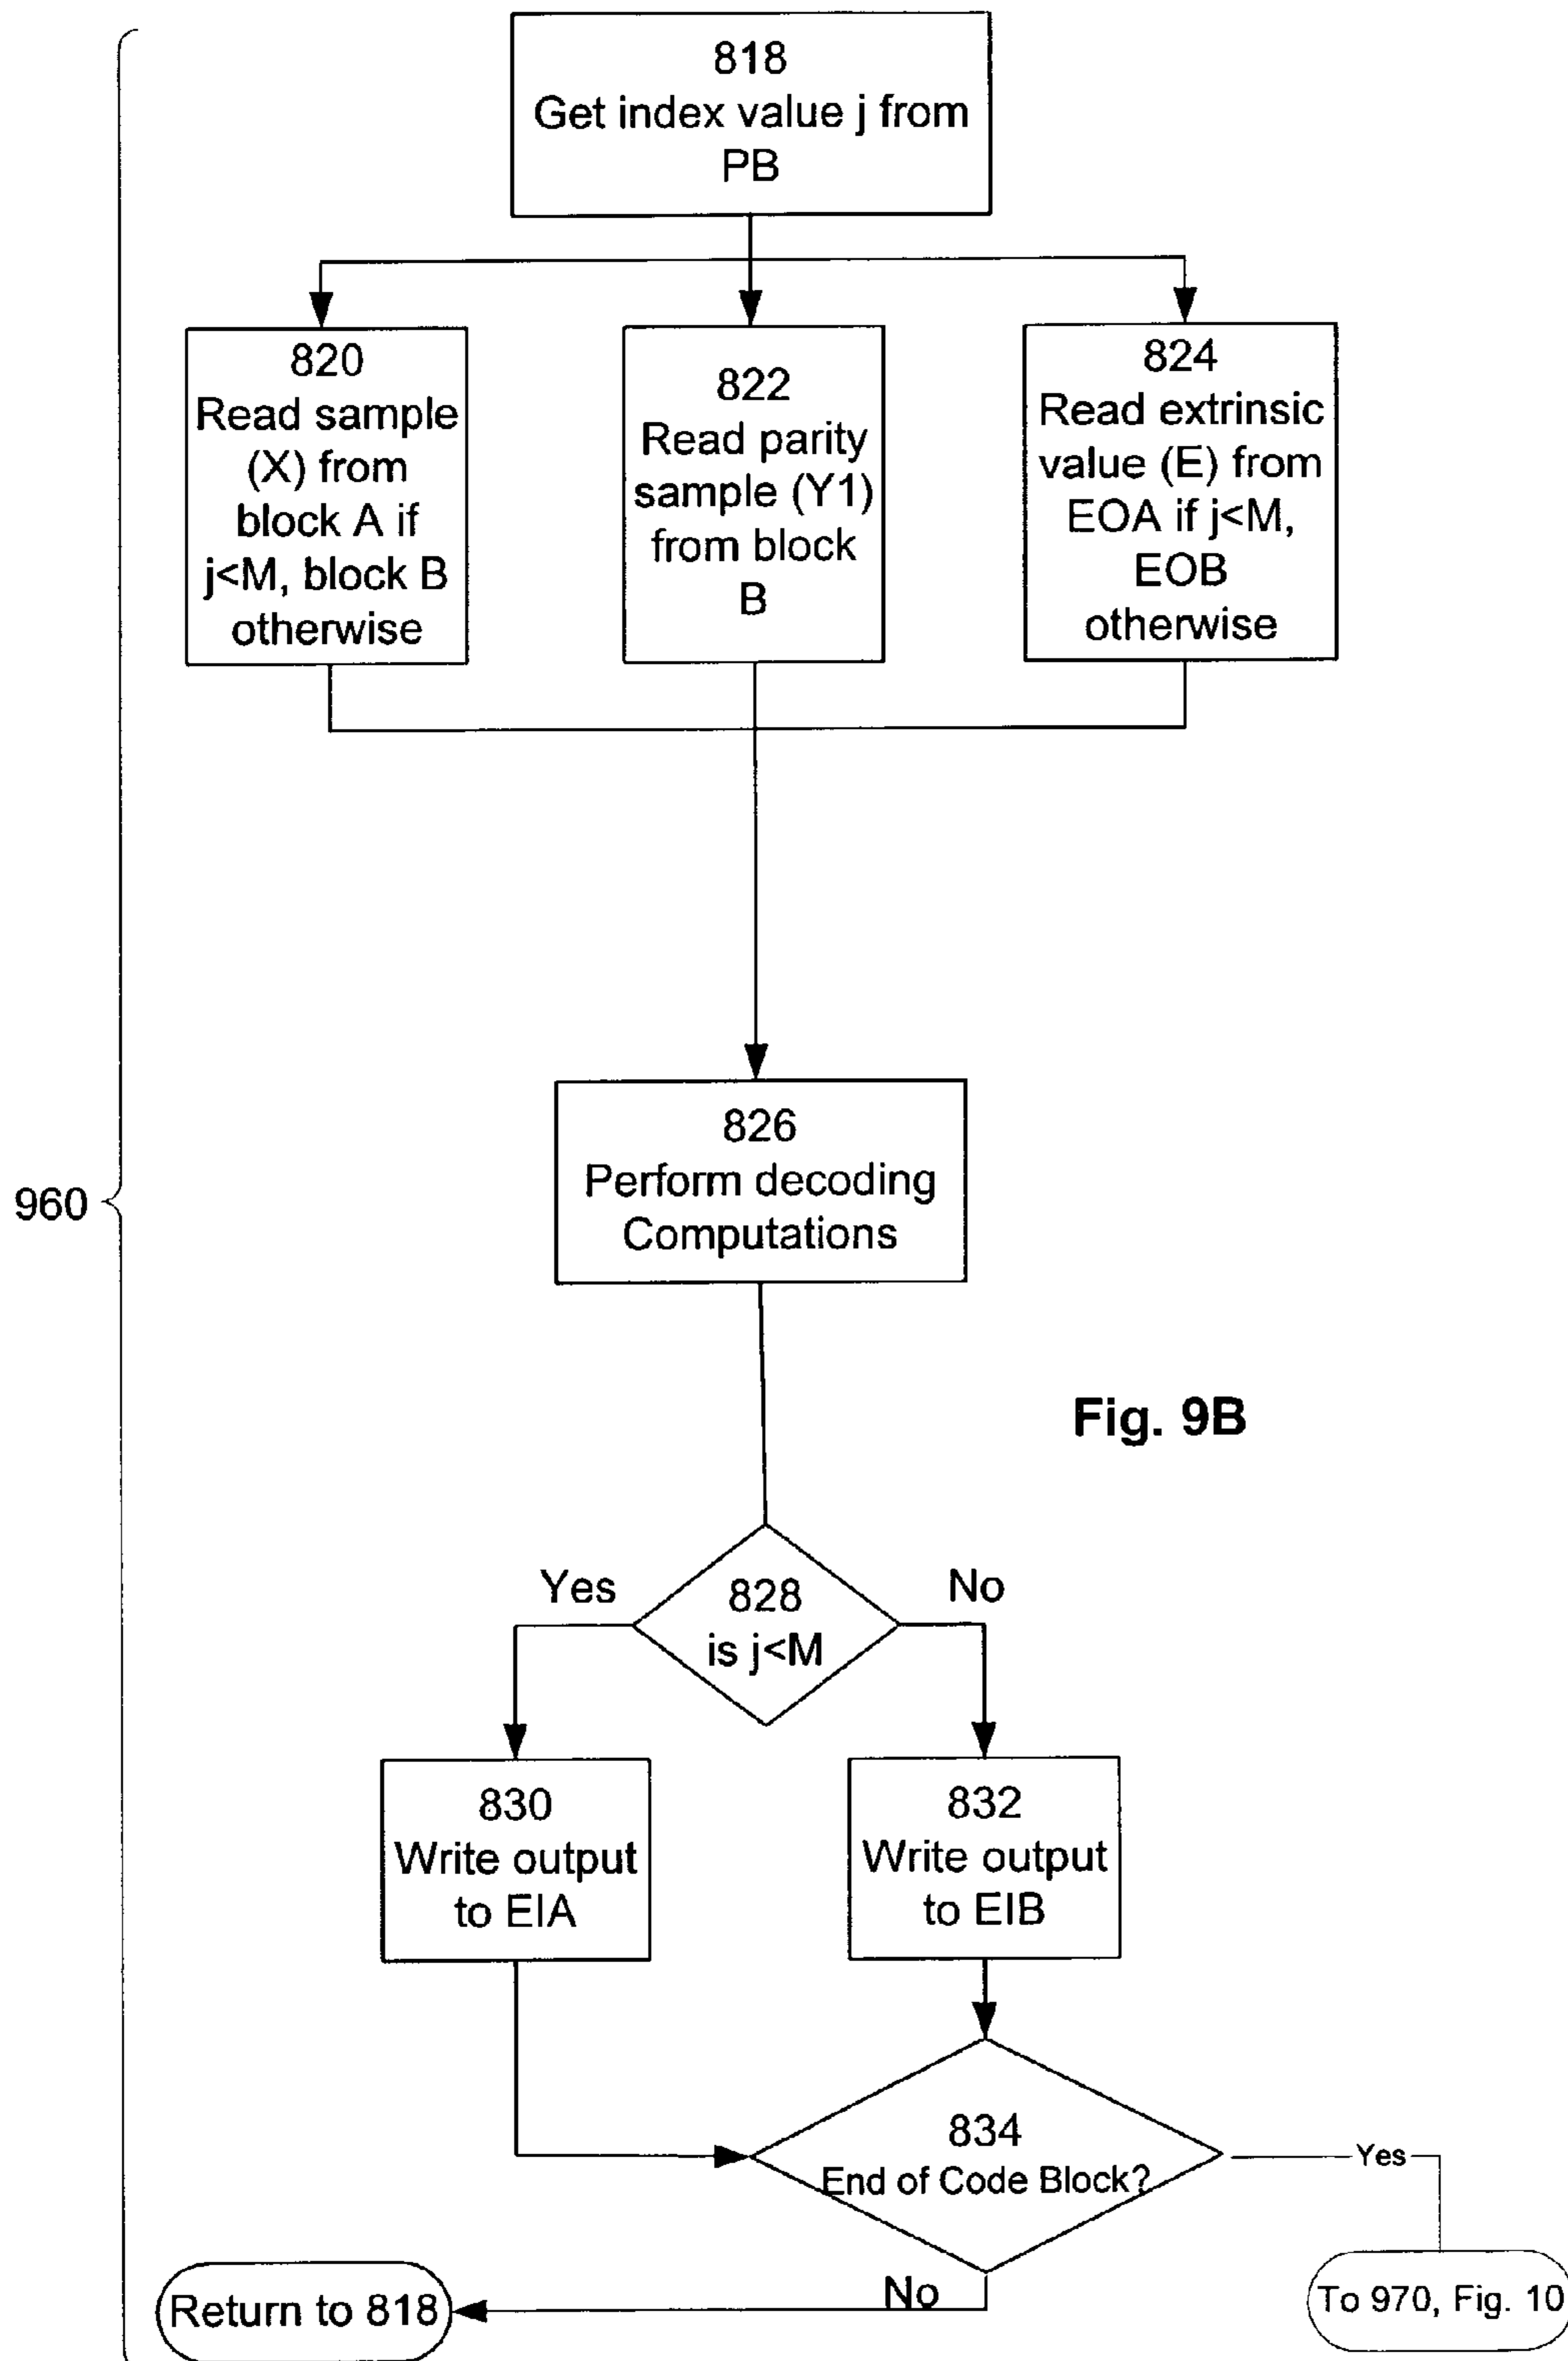 818
Get index value j from
PB
820
Read sample
(X) from
block A if
j<M, block B
otherwise
822
Read parity
sample (Y1)
from block
B
824
Read extrinsic
value (E) from
EOA if j<M,
EOB
otherwise
826
Perform decoding
Computations
960
Fig. 9B
Yes
828
is j<M
No
830
Write output
to EIA
832
Write output
to EIB
834
End of Code Block?
Yes
No
Return to 818
To 970, Fig. 10